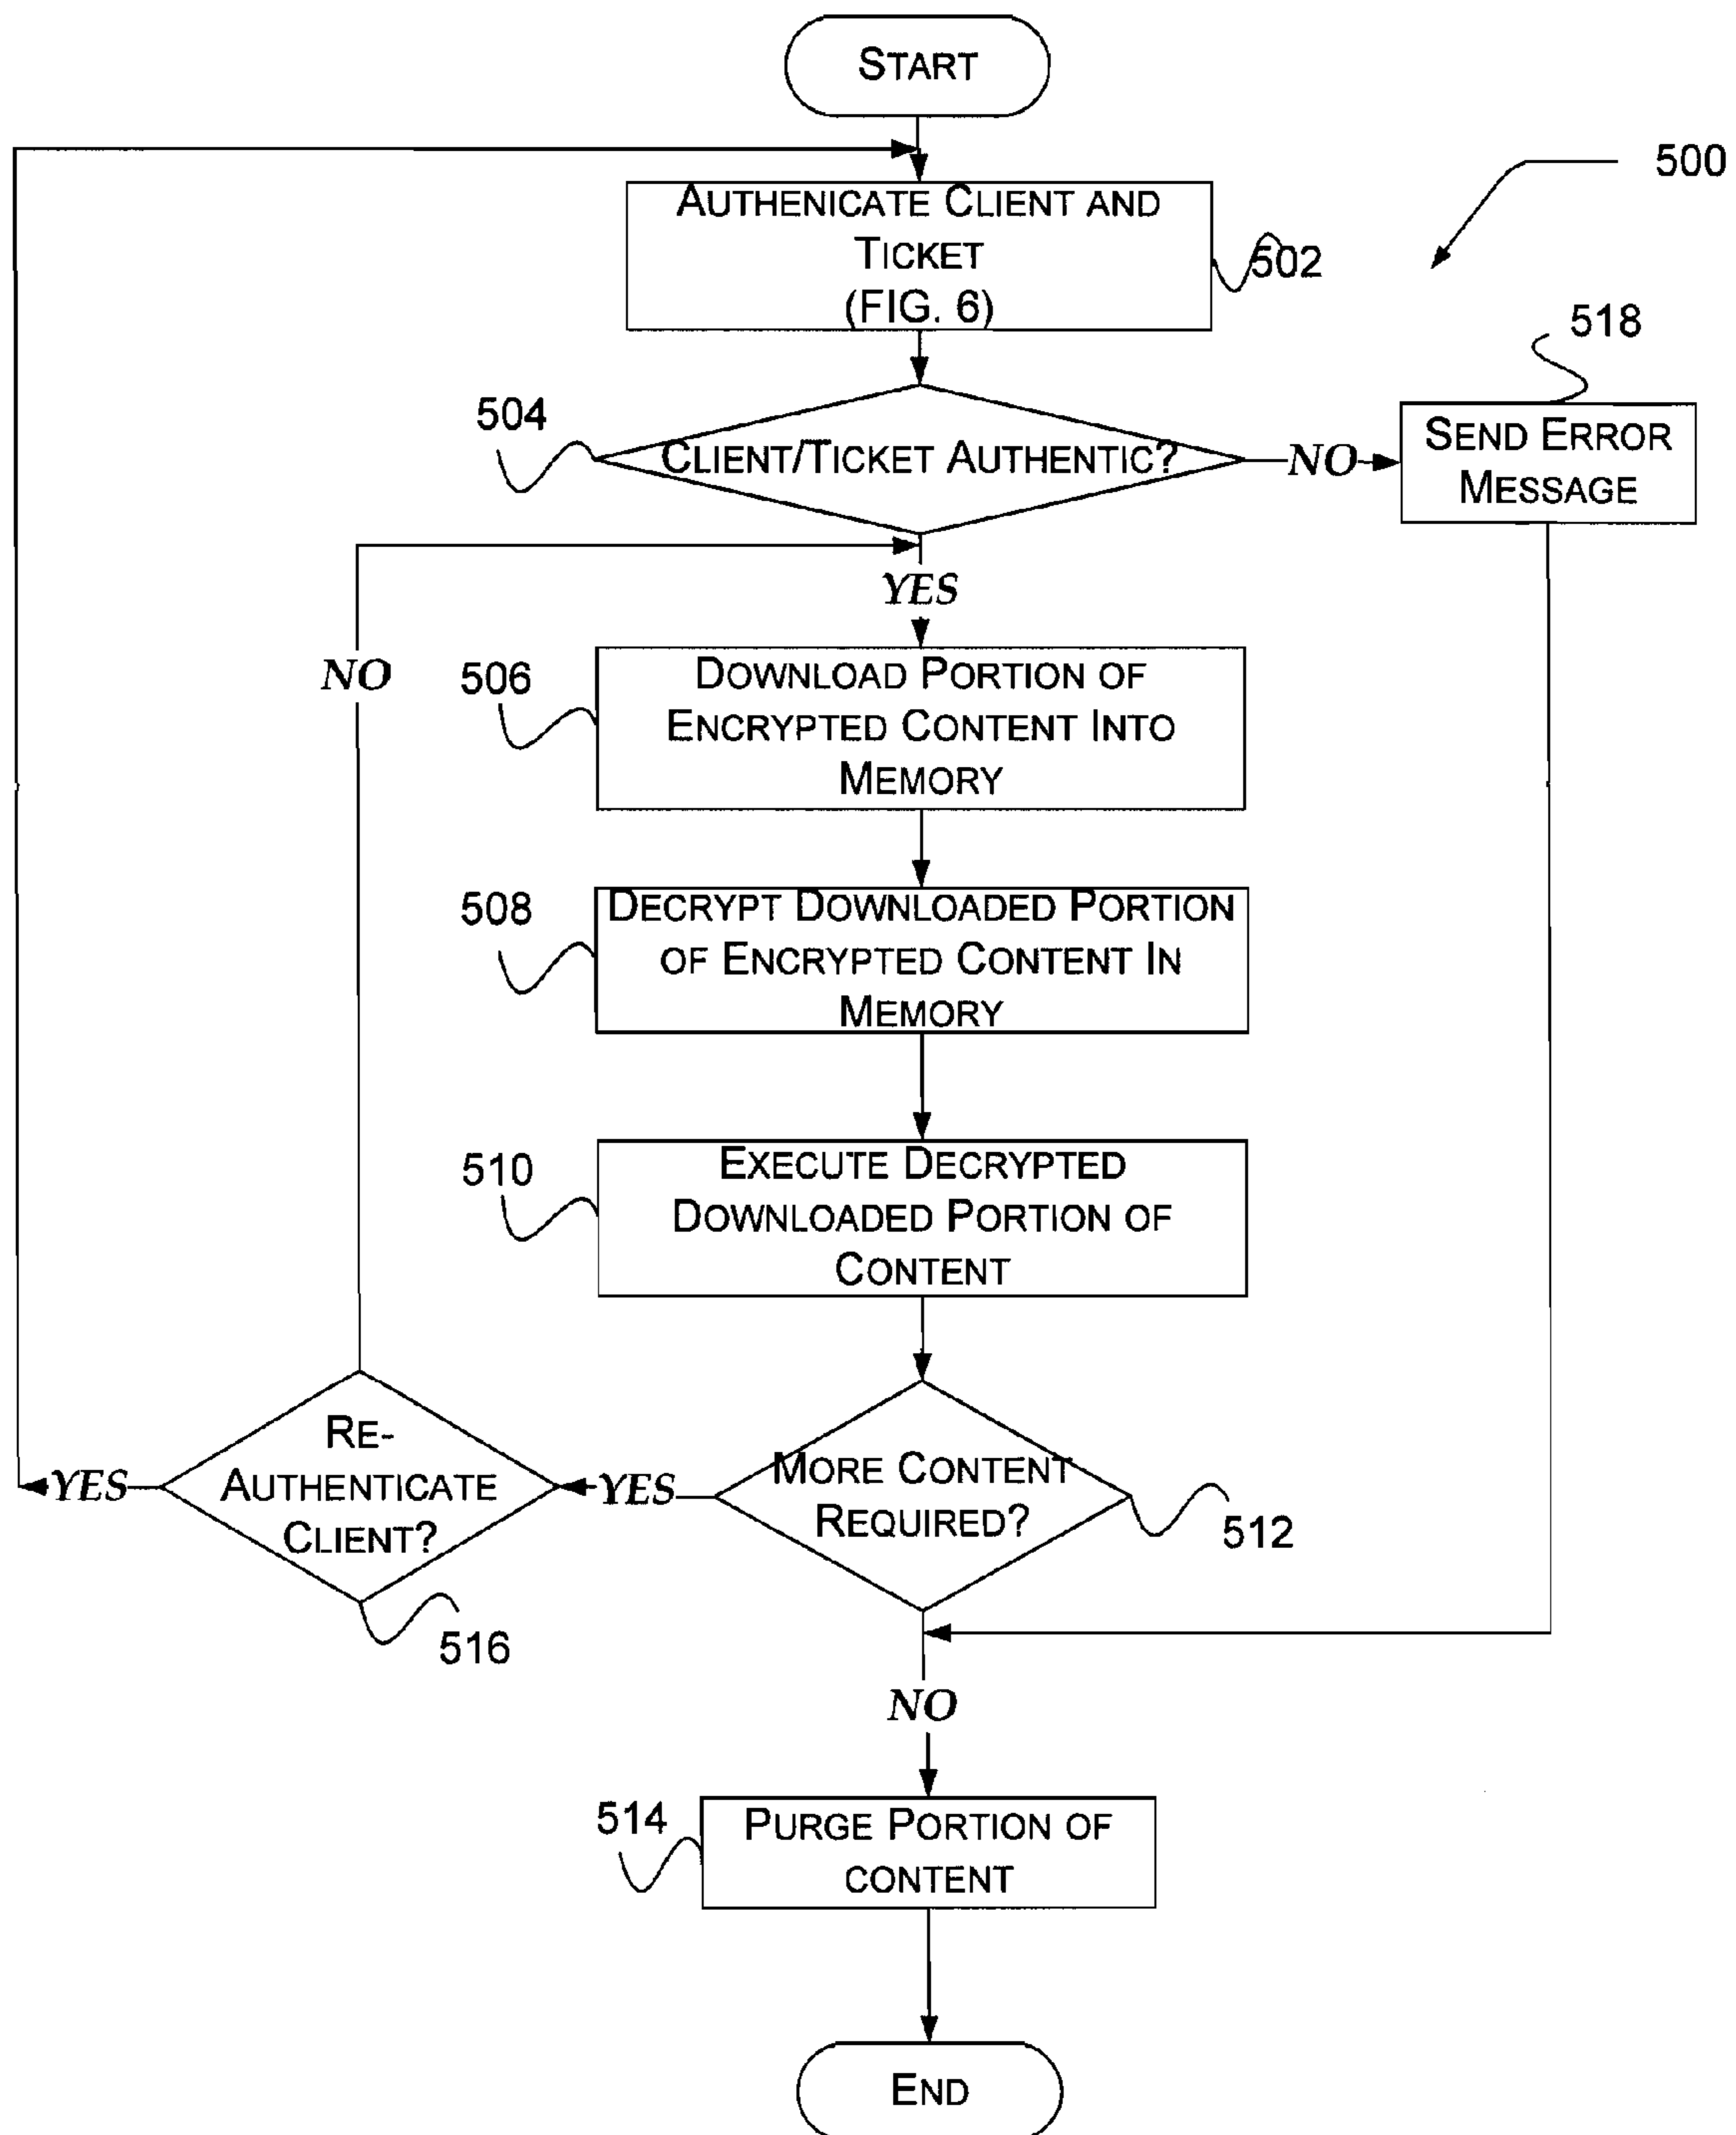 START
500
AUTHENICATE CLIENT AND
TICKET
(FIG. 6)
502
518
504
CLIENT/TICKET AUTHENTIC?
NO
SEND ERROR
MESSAGE
YES
NO
506
DOWNLOAD PORTION OF
ENCRYPTED CONTENT INTO
MEMORY
508
DECRYPT DOWNLOADED PORTION
OF ENCRYPTED CONTENT IN
MEMORY
510
EXECUTE DECRYPTED
DOWNLOADED PORTION OF
CONTENT
RE-
AUTHENTICATE
CLIENT?
YES
YES
MORE CONTENT
REQUIRED?
512
516
NO
514
PURGE PORTION OF
CONTENT
END